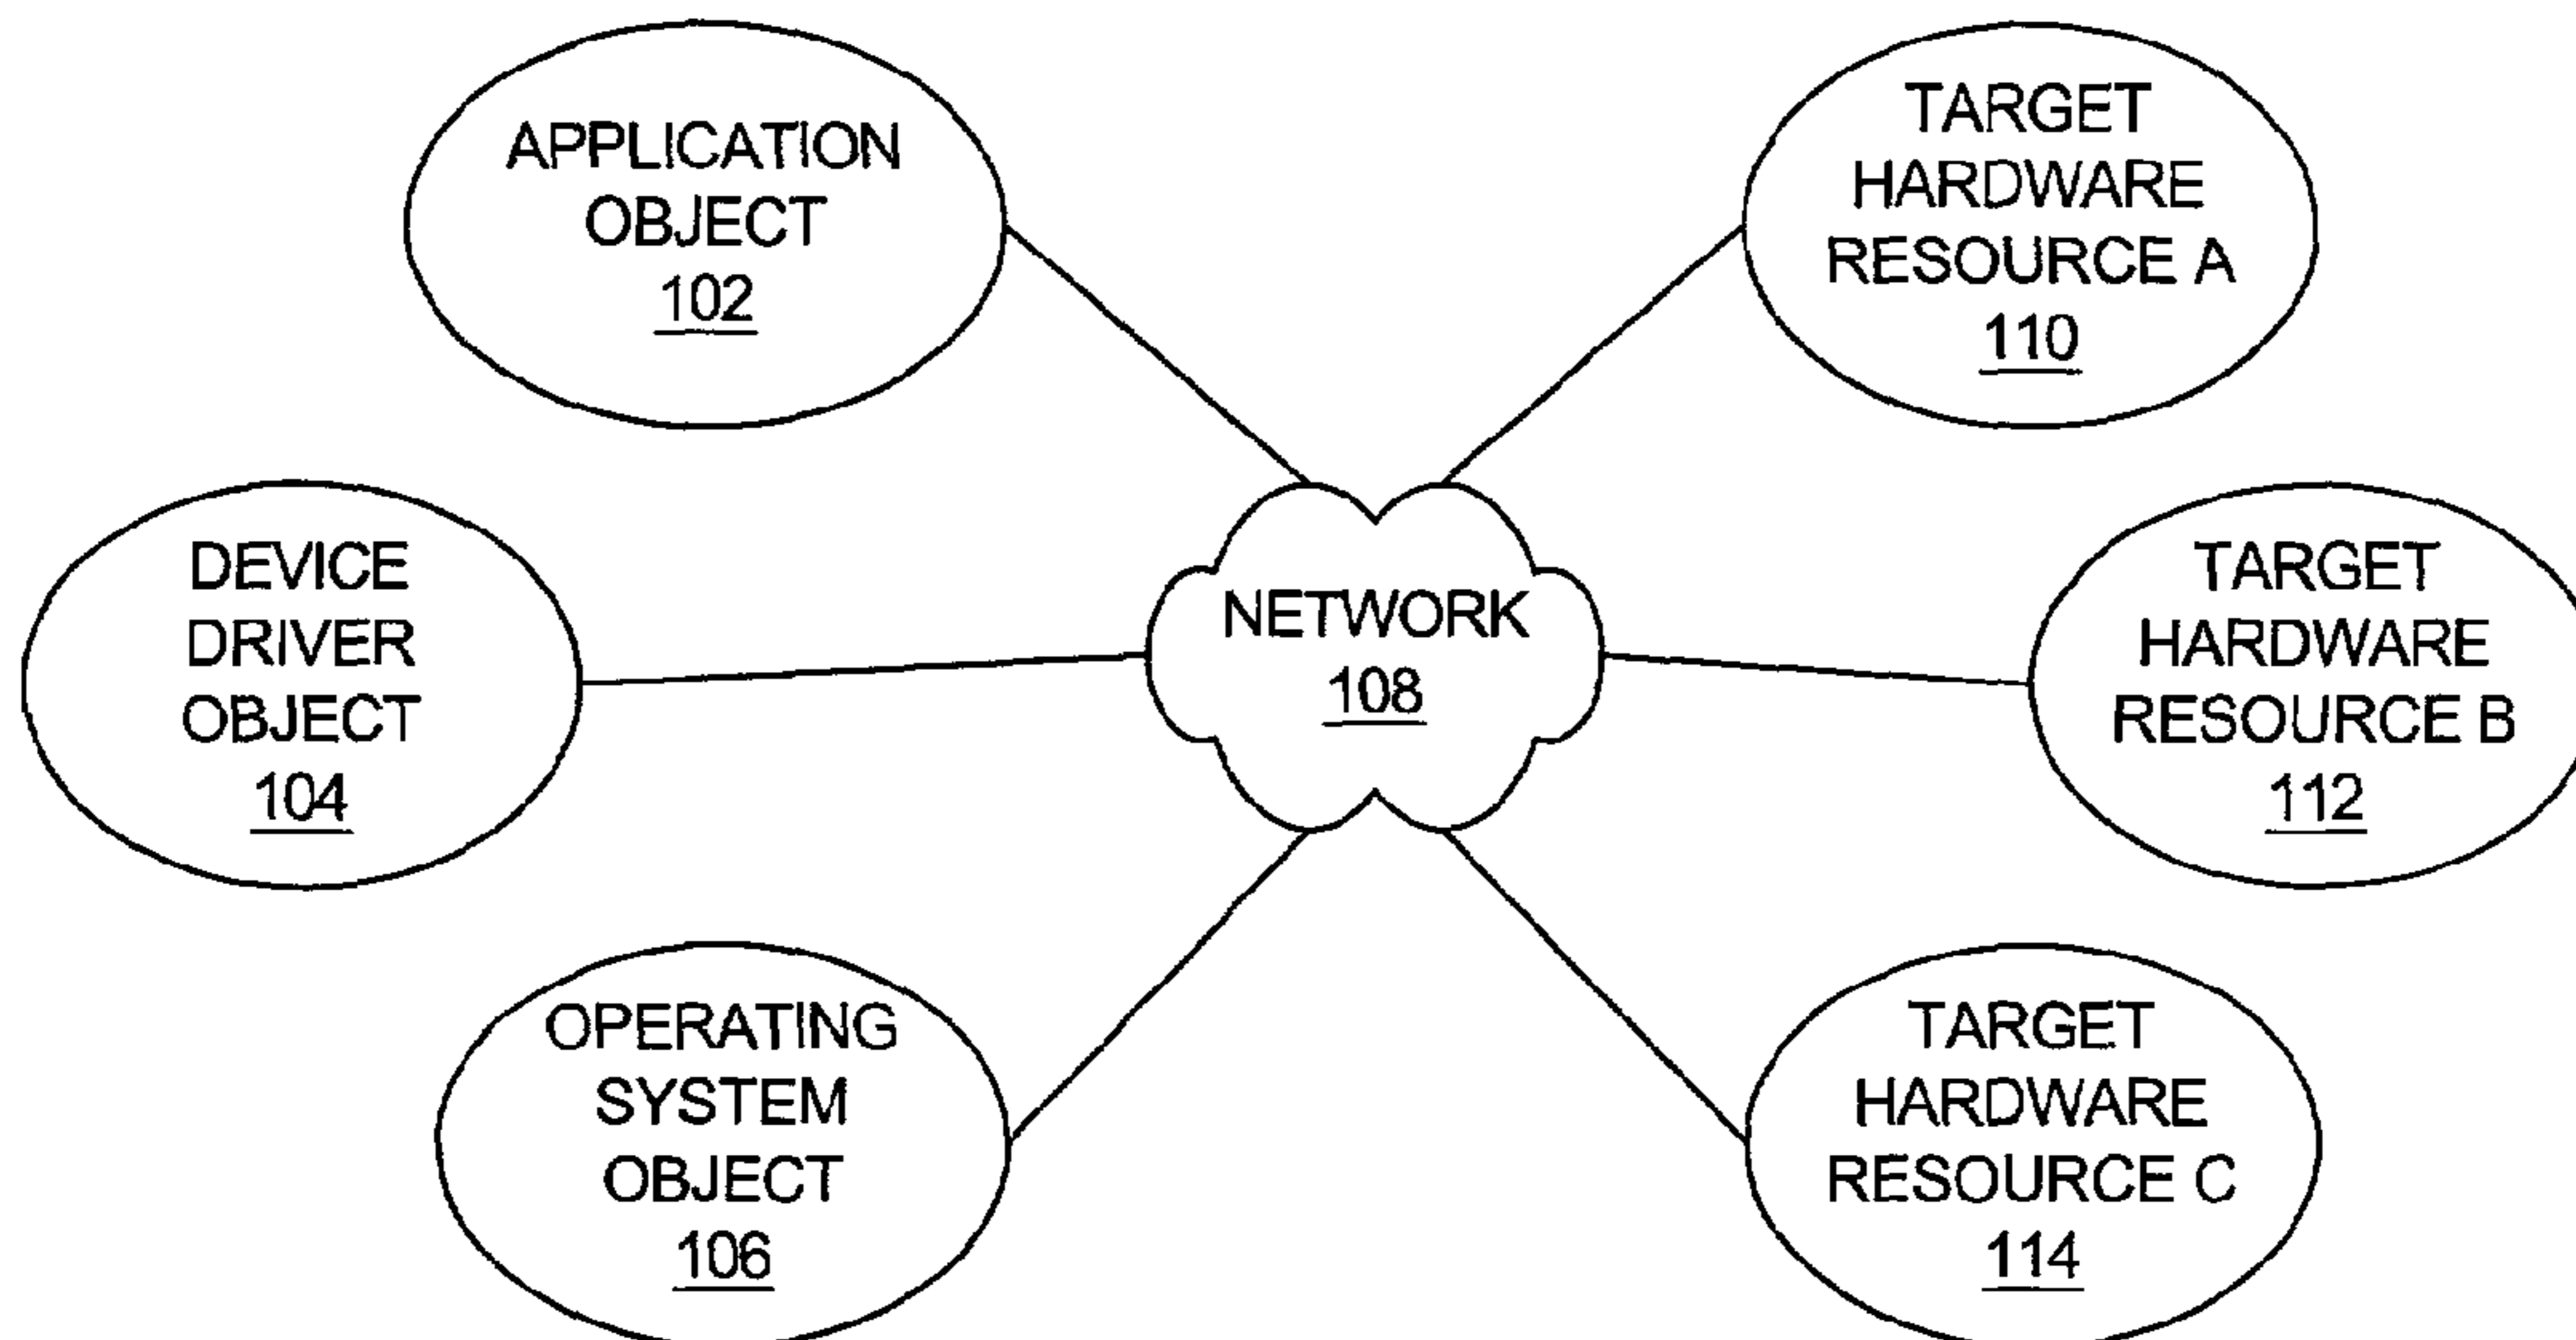 APPLICATION
OBJECT
102
TARGET
HARDWARE
RESOURCE A
110
DEVICE
DRIVER
OBJECT
104
NETWORK
108
TARGET
HARDWARE
RESOURCE B
112
OPERATING
SYSTEM
OBJECT
106
TARGET
HARDWARE
RESOURCE C
114